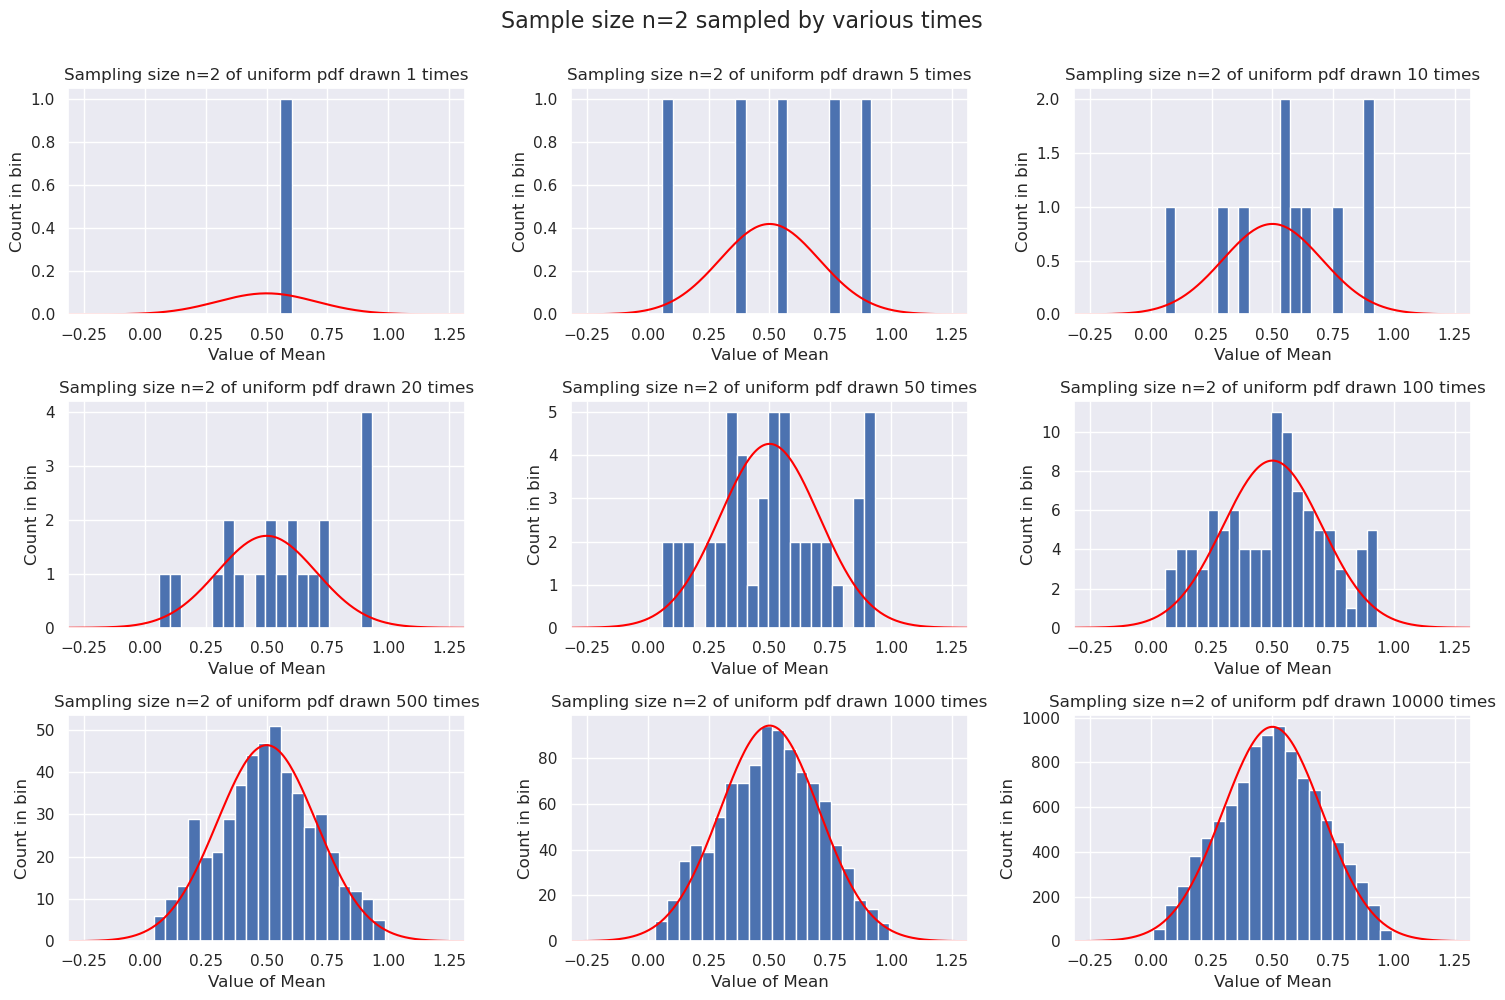 Sample size n=2 sampled by various times
Sampling size n=2 of uniform pdf drawn 1 times
1.0
0.8
0.6
0.4
0.2
0.0
Count in bin
−0.25 0.00 0.25 0.50 0.75 1.00 1.25
Value of Mean
Sampling size n=2 of uniform pdf drawn 5 times
1.0
0.8
0.6
0.4
0.2
0.0
Count in bin
−0.25 0.00 0.25 0.50 0.75 1.00 1.25
Value of Mean
Sampling size n=2 of uniform pdf drawn 10 times
2.0
1.5
1.0
0.5
0.0
Count in bin
−0.25 0.00 0.25 0.50 0.75 1.00 1.25
Value of Mean
Sampling size n=2 of uniform pdf drawn 20 times
4
3
2
1
0
Count in bin
−0.25 0.00 0.25 0.50 0.75 1.00 1.25
Value of Mean
Sampling size n=2 of uniform pdf drawn 50 times
5
4
3
2
1
0
Count in bin
−0.25 0.00 0.25 0.50 0.75 1.00 1.25
Value of Mean
Sampling size n=2 of uniform pdf drawn 100 times
10
8
6
4
2
0
Count in bin
−0.25 0.00 0.25 0.50 0.75 1.00 1.25
Value of Mean
Sampling size n=2 of uniform pdf drawn 500 times
50
40
30
20
10
0
Count in bin
−0.25 0.00 0.25 0.50 0.75 1.00 1.25
Value of Mean
Sampling size n=2 of uniform pdf drawn 1000 times
80
60
40
20
0
Count in bin
−0.25 0.00 0.25 0.50 0.75 1.00 1.25
Value of Mean
Sampling size n=2 of uniform pdf drawn 10000 times
1000
800
600
400
200
0
Count in bin
−0.25 0.00 0.25 0.50 0.75 1.00 1.25
Value of Mean